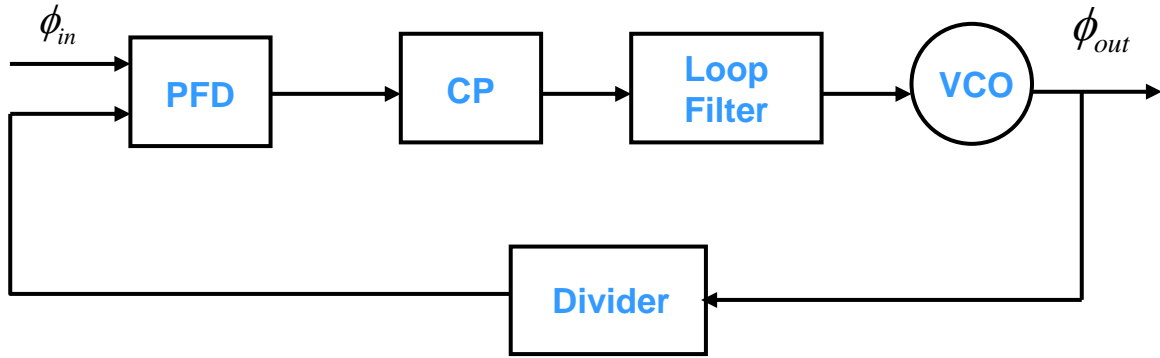 ϕin
ϕout
PFD
CP
Loop
Filter
VCO
Divider